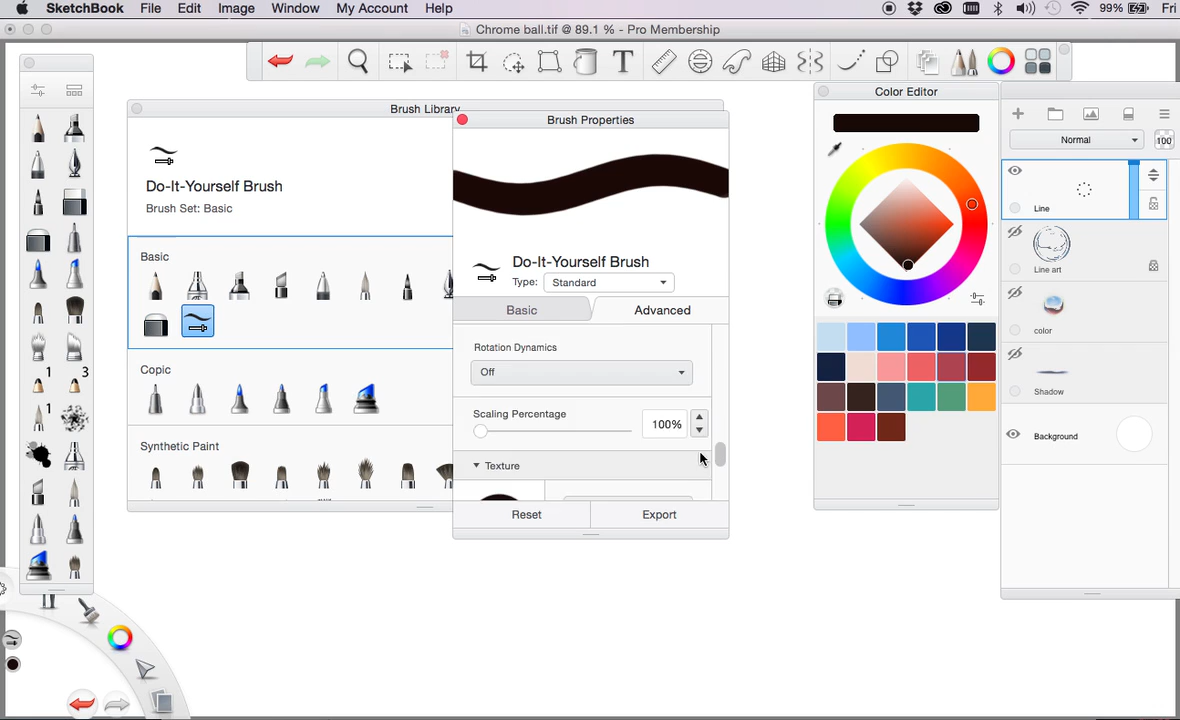 SketchBook File Edit Image Window My Account Help 99% Fri
Chrome ball.tif @ 89.1 % - Pro Membership
T
Brush Library
Do-It-Yourself Brush
Brush Set: Basic
Basic
Copic
Synthetic Paint
1 3
1
Brush Properties
Do-It-Yourself Brush
Type: Standard
Basic Advanced
Rotation Dynamics
Off
Scaling Percentage
100%
Texture
Reset Export
Color Editor
Normal 100
Line
Line art
color
Shadow
Background